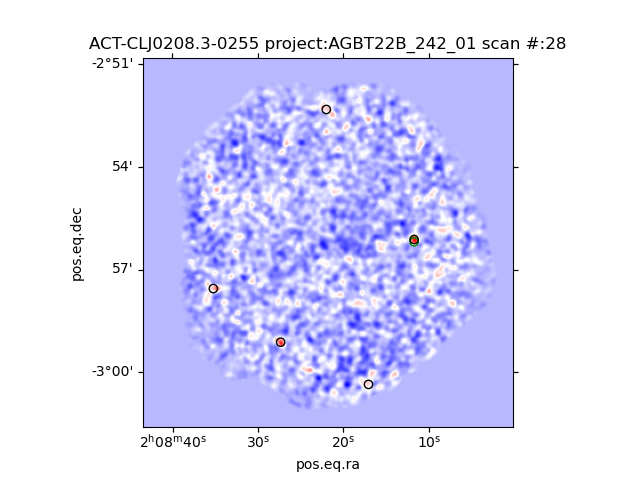 ACT-CLJ0208.3-0255 project:AGBT22B_242_01 scan #:28
-2°51'
54'
57'
-3°00'
pos.eq.dec
2ʰ08ᵐ40ˢ 30ˢ 20ˢ 10ˢ
pos.eq.ra